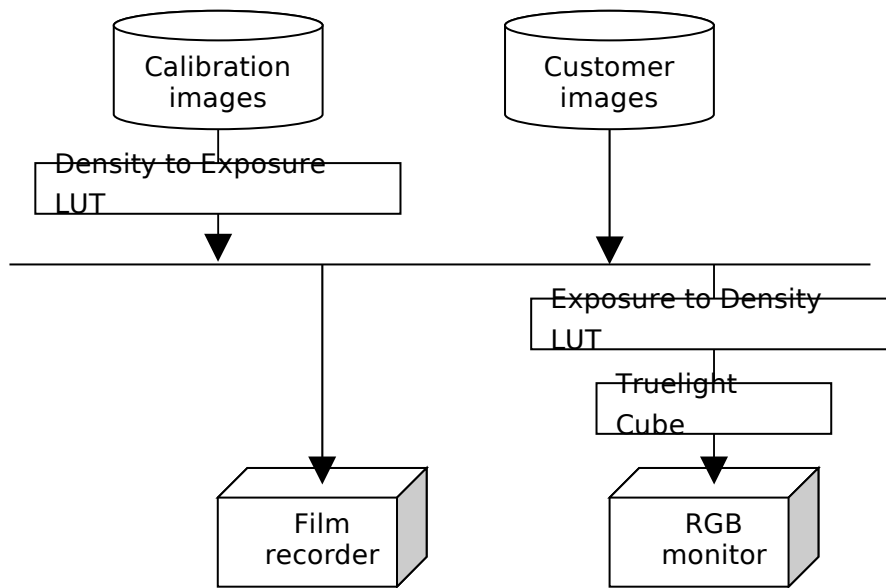 Calibration
images
Customer
images
Density to Exposure
LUT
Exposure to Density
LUT
Truelight
Cube
Film
recorder
RGB
monitor